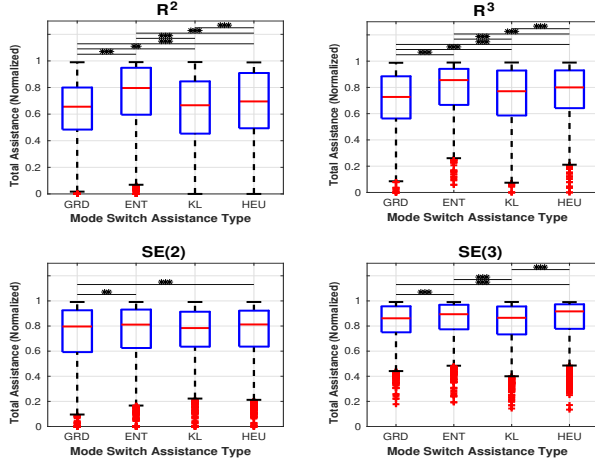 R²
***
***
***
***
**
***
Total Assistance (Normalized)
1
0.8
0.6
0.4
0.2
0
GRD ENT KL HEU
Mode Switch Assistance Type
R³
***
***
***
***
***
***
Total Assistance (Normalized)
1
0.8
0.6
0.4
0.2
0
GRD ENT KL HEU
Mode Switch Assistance Type
SE(2)
***
**
Total Assistance (Normalized)
1
0.8
0.6
0.4
0.2
0
GRD ENT KL HEU
Mode Switch Assistance Type
SE(3)
***
***
***
***
Total Assistance (Normalized)
1
0.8
0.6
0.4
0.2
0
GRD ENT KL HEU
Mode Switch Assistance Type